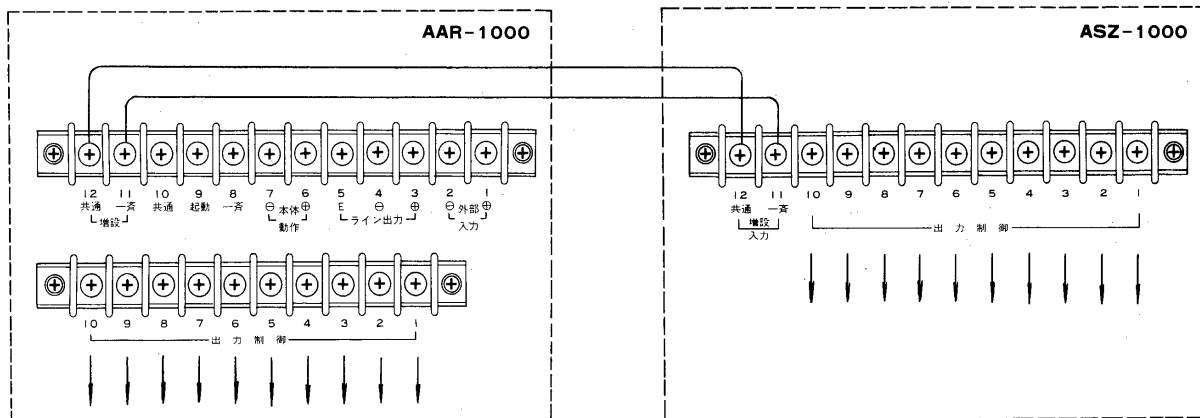 AAR-1000
12 11 10 9 8 7 6 5 4 3 2 1
共通 一斉 共通 起動 一斉 ⊖ 本体 ⊕ E ⊖ ⊕ ⊖ 外部 ⊕
増設 動作 ライン出力 入力
10 9 8 7 6 5 4 3 2 1
出力制御
ASZ-1000
12 11 10 9 8 7 6 5 4 3 2 1
共通 一斉
増設
入力
出力制御